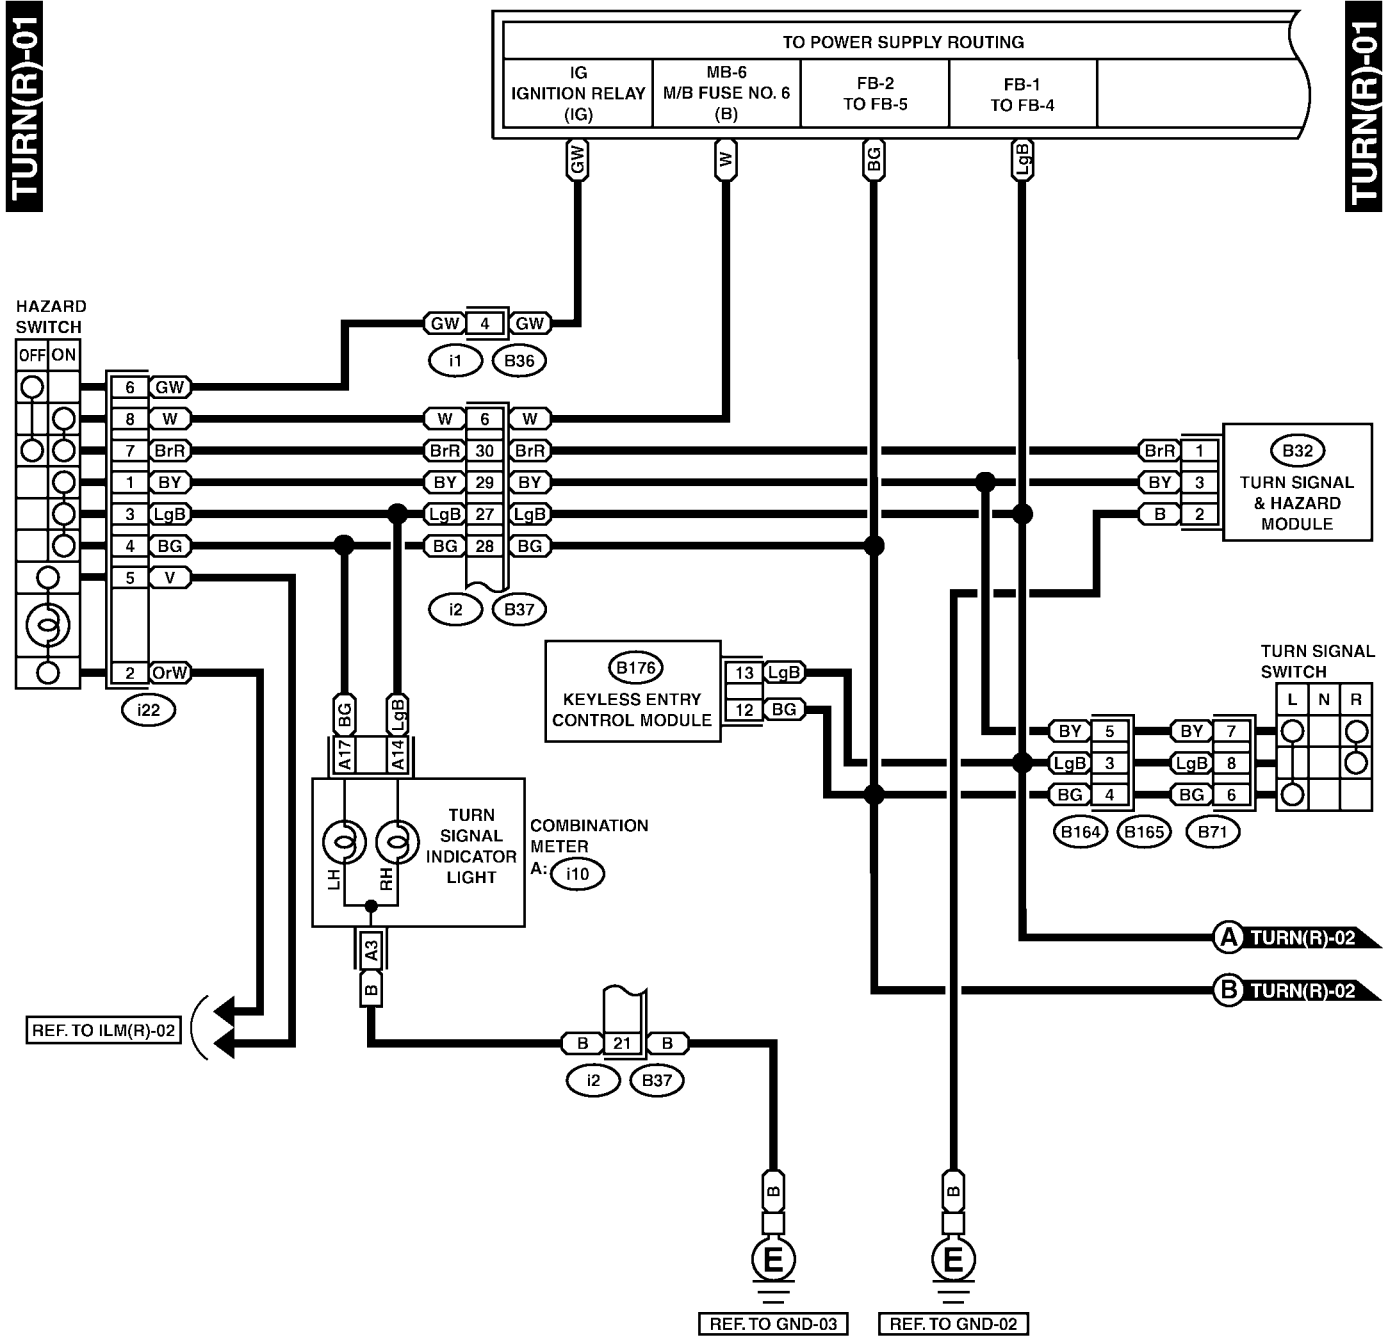 TURN(R)-01
TURN(R)-01
TO POWER SUPPLY ROUTING
IG
IGNITION RELAY
(IG)
MB-6
M/B FUSE NO. 6
(B)
FB-2
TO FB-5
FB-1
TO FB-4
GW
W
BG
LgB
HAZARD
SWITCH
OFF ON
GW 4 GW
i1 B36
6 GW
8 W
W 6 W
7 BrR
BrR 30 BrR
BrR 1
1 BY
BY 29 BY
BY 3
3 LgB
LgB 27 LgB
B 2
4 BG
BG 28 BG
5 V
i2 B37
2 OrW
i22
B32
TURN SIGNAL
& HAZARD
MODULE
B176
KEYLESS ENTRY
CONTROL MODULE
13 LgB
12 BG
TURN SIGNAL
SWITCH
L N R
BY 5 BY 7
LgB 3 LgB 8
BG 4 BG 6
B164 B165 B71
BG LgB
A17 A14
TURN
SIGNAL
INDICATOR
LIGHT
LH RH
COMBINATION
METER
A: i10
A3
B
A TURN(R)-02
B TURN(R)-02
REF. TO ILM(R)-02
B 21 B
i2 B37
B
B
E
E
REF. TO GND-03
REF. TO GND-02